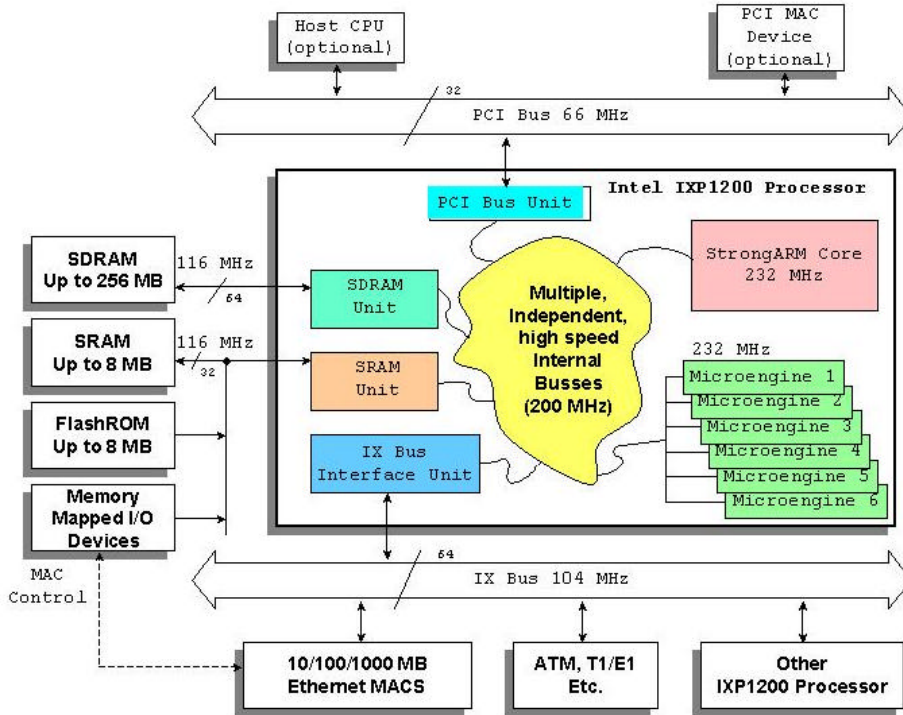 Host CPU
(optional)
PCI MAC
Device
(optional)
32
PCI Bus 66 MHz
Intel IXP1200 Processor
PCI Bus Unit
StrongARM Core
232 MHz
SDRAM
Up to 256 MB
116 MHz
64
SDRAM
Unit
Multiple,
Independent,
high speed
Internal
Busses
(200 MHz)
SRAM
Up to 8 MB
116 MHz
32
SRAM
Unit
232 MHz
Microengine 1
Microengine 2
Microengine 3
Microengine 4
Microengine 5
Microengine 6
FlashROM
Up to 8 MB
IX Bus
Interface Unit
Memory
Mapped I/O
Devices
64
IX Bus 104 MHz
MAC
Control
10/100/1000 MB
Ethernet MACS
ATM, T1/E1
Etc.
Other
IXP1200 Processor